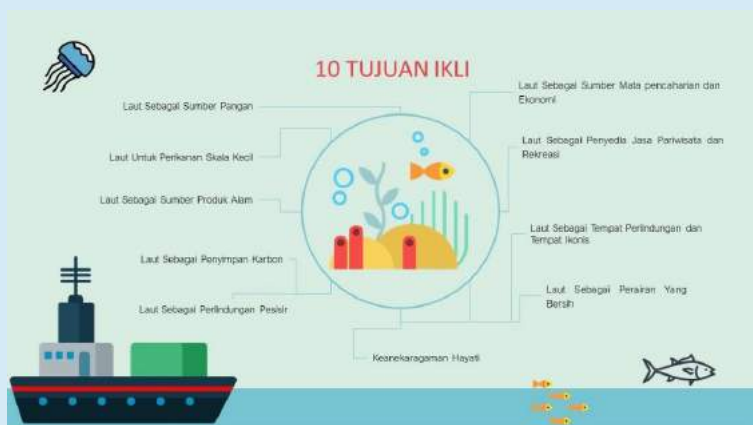 10 TUJUAN IKLI
Laut Sebagai Sumber Pangan
Laut Untuk Perikanan Skala Kecil
Laut Sebagai Sumber Produk Alam
Laut Sebagai Penyimpan Karbon
Laut Sebagai Perlindungan Pesisir
Keanekaragaman Hayati
Laut Sebagai Sumber Mata pencaharian dan
Ekonomi
Laut Sebagai Penyedia Jasa Pariwisata dan
Rekreasi
Laut Sebagai Tempat Perlindungan dan
Tempat Ikonis
Laut Sebagai Perairan Yang
Bersih